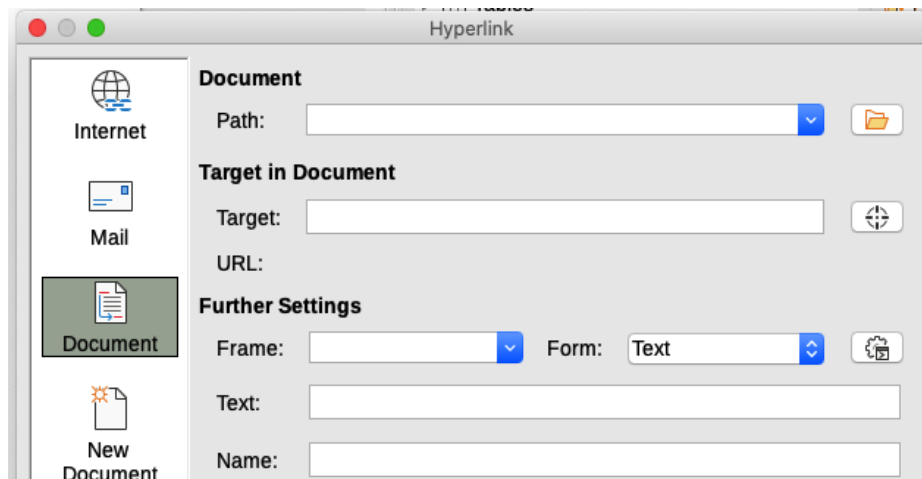 Tables
Hyperlink
Internet
Mail
Document
New
Document
Document
Path:
Target in Document
Target:
URL:
Further Settings
Frame:
Form:
Text
Text:
Name: